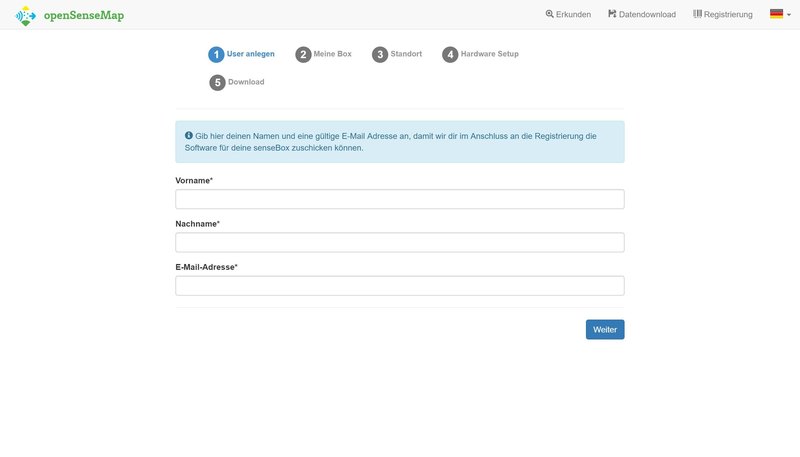 openSenseMap
Erkunden
Datendownload
Registrierung
1 User anlegen
2 Meine Box
3 Standort
4 Hardware Setup
5 Download
Gib hier deinen Namen und eine gültige E-Mail Adresse an, damit wir dir im Anschluss an die Registrierung die
Software für deine senseBox zuschicken können.
Vorname*
Nachname*
E-Mail-Adresse*
Weiter